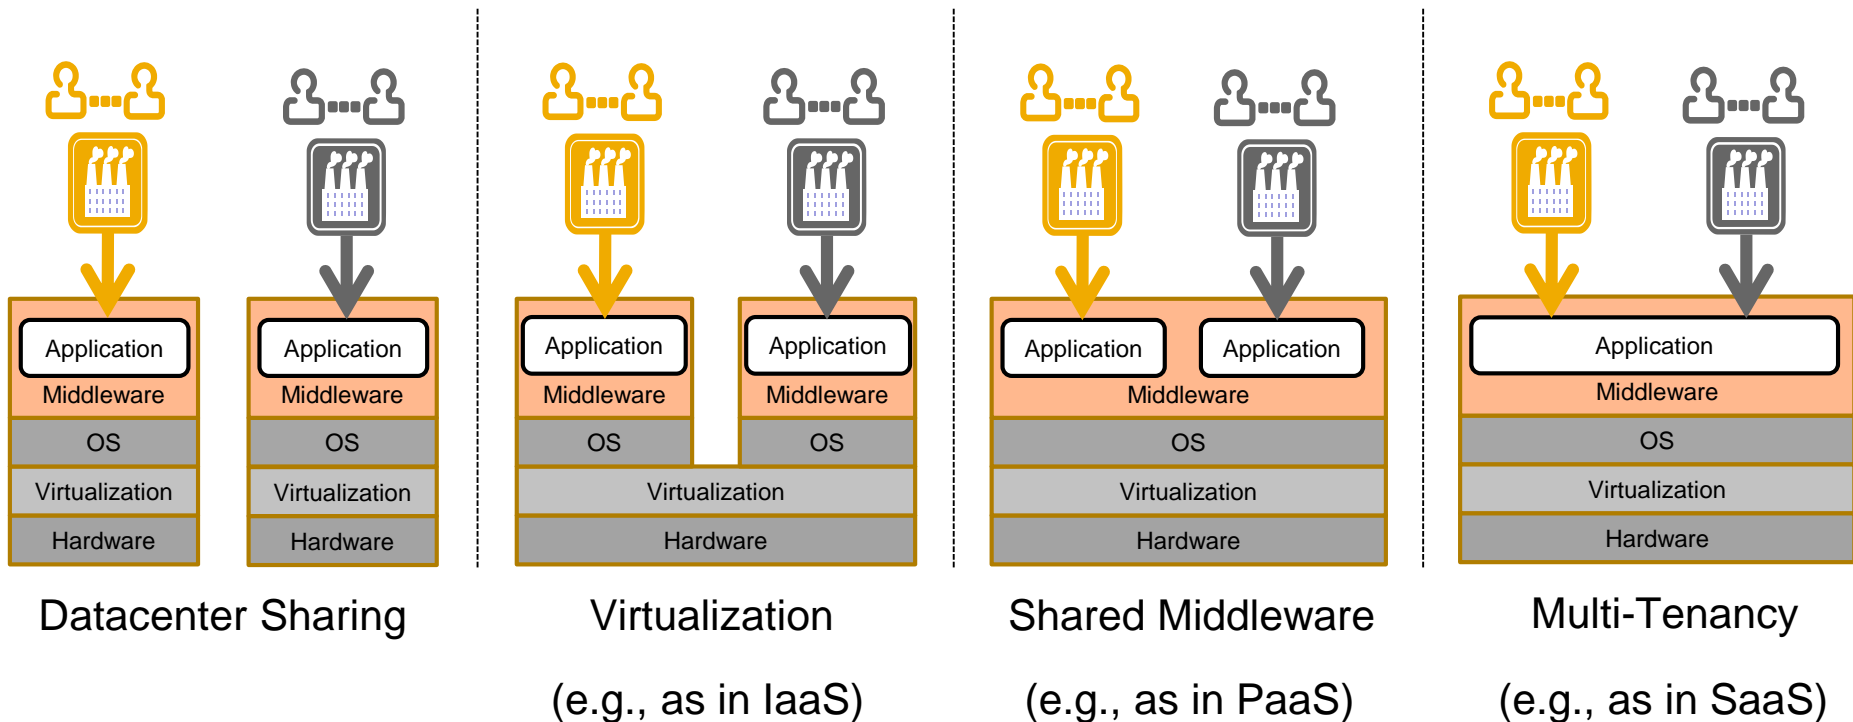 Application
Middleware
OS
Virtualization
Hardware
Application
Middleware
OS
Virtualization
Hardware
Datacenter Sharing
Application
Middleware
OS
Application
Middleware
OS
Virtualization
Hardware
Virtualization
(e.g., as in IaaS)
Application
Application
Middleware
OS
Virtualization
Hardware
Shared Middleware
(e.g., as in PaaS)
Application
Middleware
OS
Virtualization
Hardware
Multi-Tenancy
(e.g., as in SaaS)